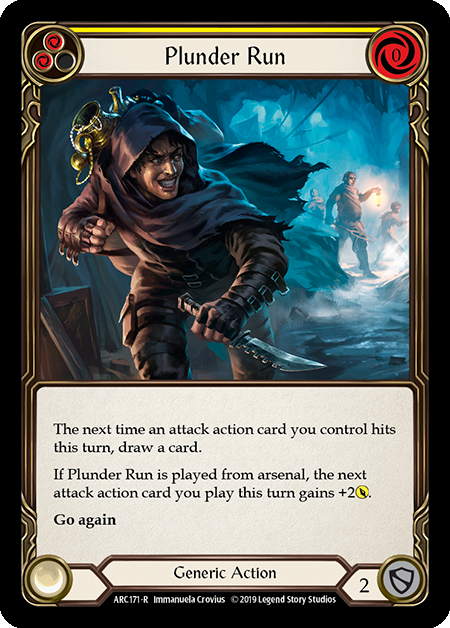 Plunder Run
0
The next time an attack action card you control hits
this turn, draw a card.
If Plunder Run is played from arsenal, the next
attack action card you play this turn gains +2.
Go again
Generic Action
2
ARC171-R Immanuela Crovius © 2019 Legend Story Studios